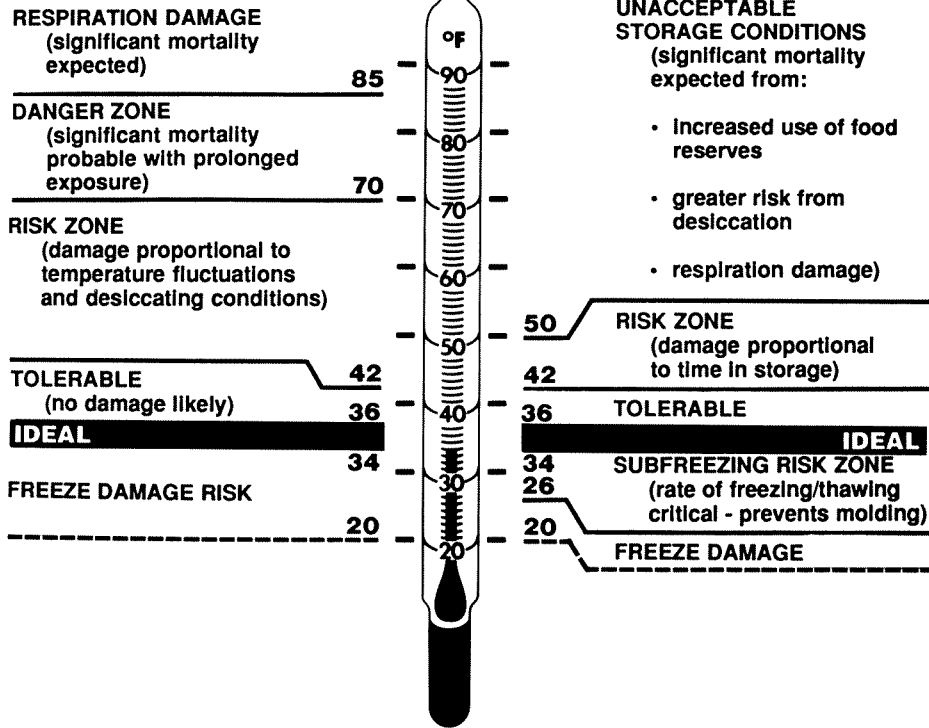 RESPIRATION DAMAGE
(significant mortality
expected)
85
DANGER ZONE
(significant mortality
probable with prolonged
exposure)
70
RISK ZONE
(damage proportional to
temperature fluctuations
and desiccating conditions)
42
TOLERABLE
(no damage likely)
36
IDEAL
34
FREEZE DAMAGE RISK
20
°F
90
80
70
60
50
40
30
20
UNACCEPTABLE
STORAGE CONDITIONS
(significant mortality
expected from:
• increased use of food
reserves
• greater risk from
desiccation
• respiration damage)
50
RISK ZONE
(damage proportional
to time in storage)
42
TOLERABLE
36
IDEAL
34
SUBFREEZING RISK ZONE
26
(rate of freezing/thawing
critical - prevents molding)
20
FREEZE DAMAGE